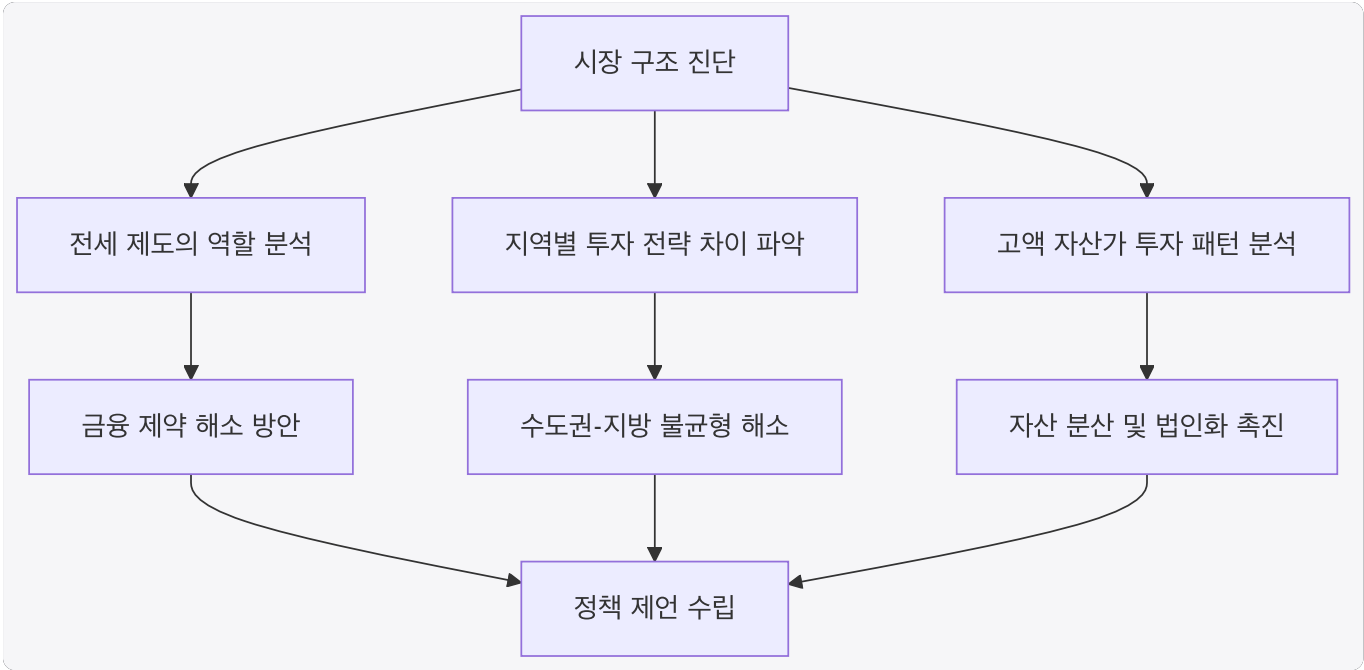 시장 구조 진단
전세 제도의 역할 분석
지역별 투자 전략 차이 파악
고액 자산가 투자 패턴 분석
금융 제약 해소 방안
수도권-지방 불균형 해소
자산 분산 및 법인화 촉진
정책 제언 수립